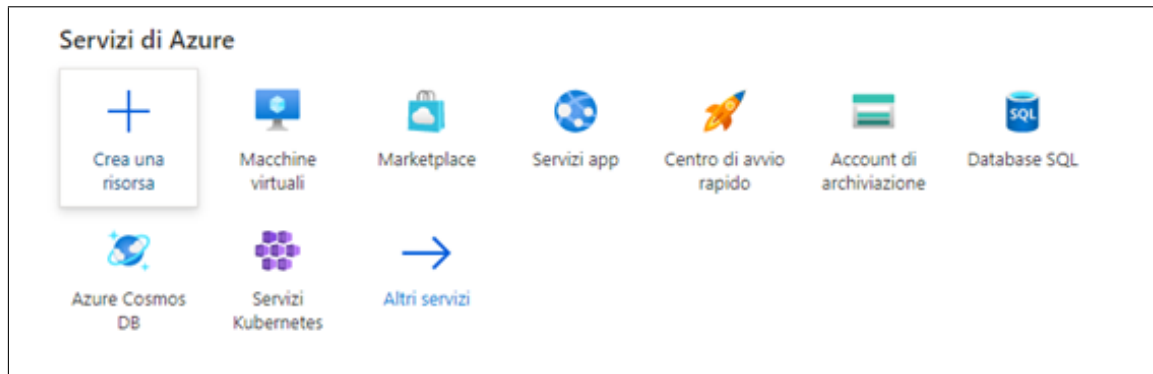 Servizi di Azure
Crea una
risorsa
Macchine
virtuali
Marketplace
Servizi app
Centro di avvio
rapido
Account di
archiviazione
SQL
Database SQL
Azure Cosmos
DB
Servizi
Kubernetes
Altri servizi